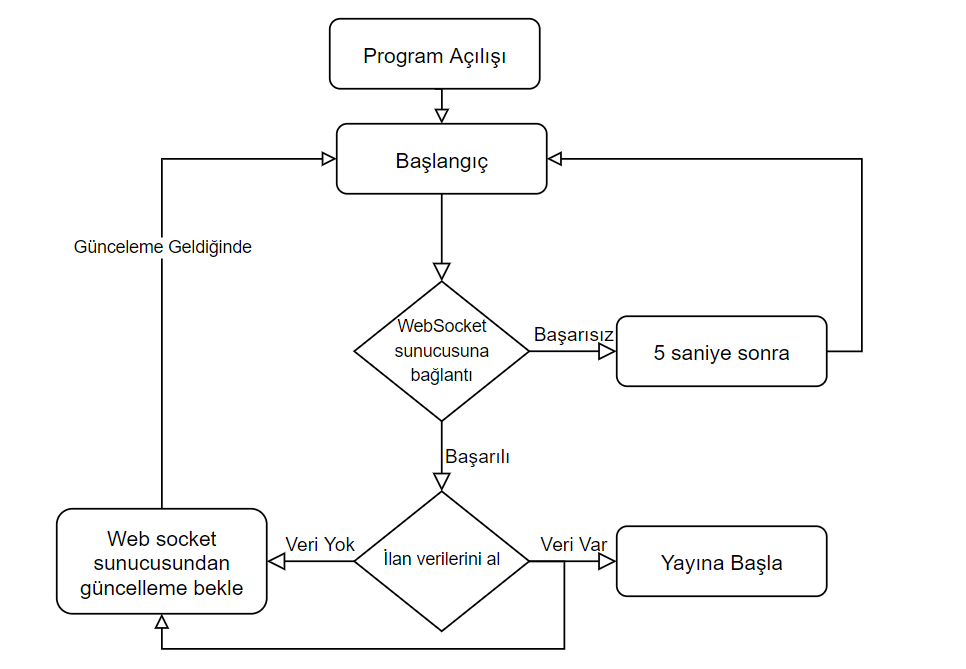 Program Açılışı
Başlangıç
Günceleme Geldiğinde
WebSocket
sunucusuna
bağlantı
Başarısız
5 saniye sonra
Başarılı
Web socket
sunucusundan
güncelleme bekle
Veri Yok
İlan verilerini al
Veri Var
Yayına Başla